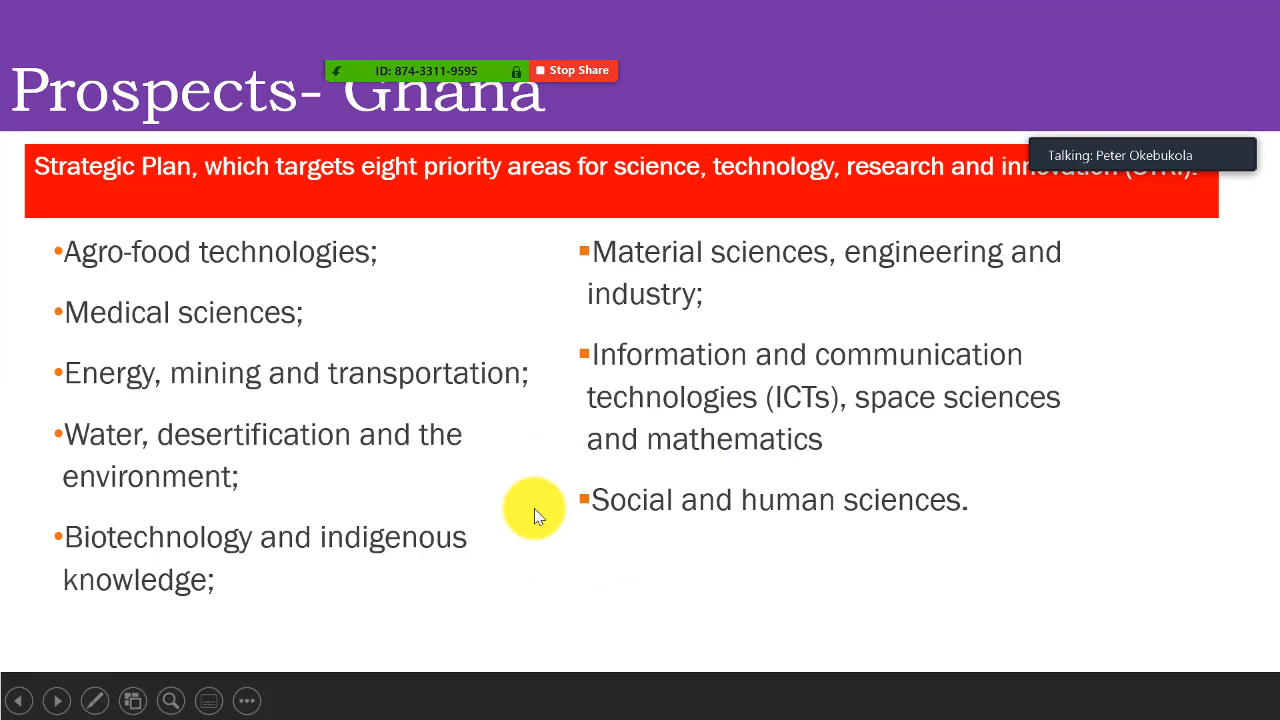 ID: 874-3311-9595
Stop Share
Prospects- Ghana
Talking: Peter Okebukola
Strategic Plan, which targets eight priority areas for science, technology, research and innovation (STRI).
•Agro-food technologies;
•Medical sciences;
•Energy, mining and transportation;
•Water, desertification and the
environment;
•Biotechnology and indigenous
knowledge;
▪Material sciences, engineering and
industry;
▪Information and communication
technologies (ICTs), space sciences
and mathematics
▪Social and human sciences.